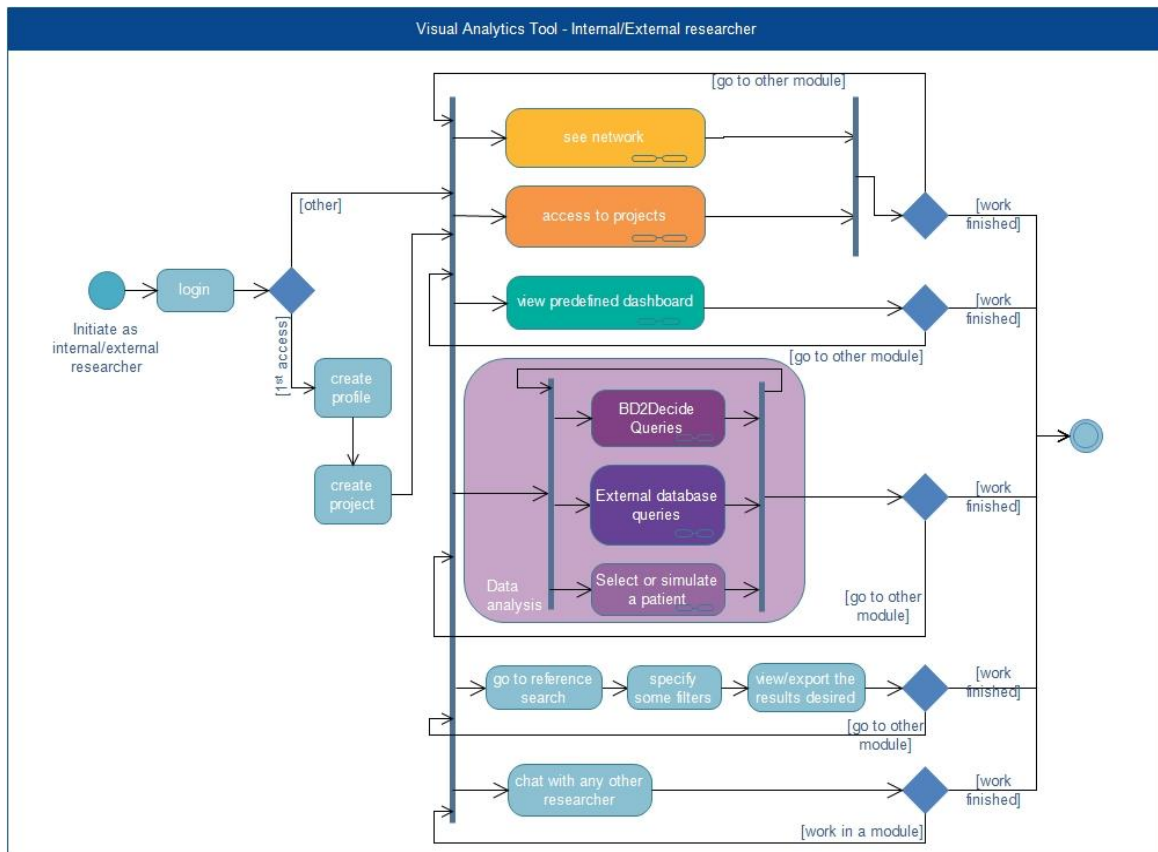 Visual Analytics Tool - Internal/External researcher
[go to other module]
see network
[other]
access to projects
[work
finished]
login
view predefined dashboard
[work
finished]
Initiate as
internal/external
researcher
[1st access]
[go to other module]
create
profile
BD2Decide
Queries
create
project
External database
queries
[work
finished]
Data
analysis
Select or simulate
a patient
[go to other
module]
go to reference
search
specify
some filters
view/export the
results desired
[work
finished]
[go to other
module]
chat with any other
researcher
[work
finished]
[work in a module]